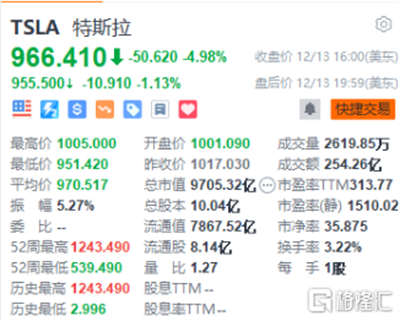 TSLA 特斯拉
966.410 -50.620 -4.98% 收盘价 12/13 16:00(美东)
955.500↓ -10.910 -1.13% 盘后价 12/13 19:59(美东)
快捷交易
最高价 1005.000 开盘价 1001.090 成交量 2619.85万
最低价 951.420 昨收价 1017.030 成交额 254.26亿
平均价 970.517 总市值 9705.32亿 市盈率TTM 313.77
振幅 5.27% 总股本 10.04亿 市盈率(静) 1510.02
委比 -- 流通值 7867.52亿 市净率 35.875
52周最高 1243.490 流通股 8.14亿 换手率 3.22%
52周最低 539.490 量比 1.27 每手 1股
历史最高 1243.490 股息TTM --
历史最低 2.996 股息率TTM --
格隆汇